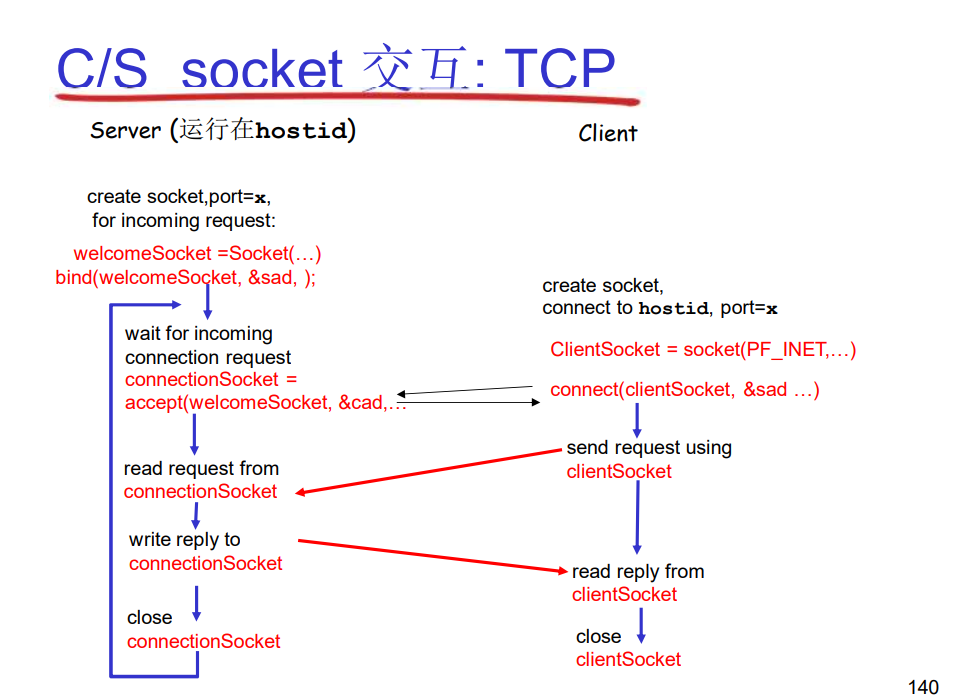 C/S socket 交互: TCP
Server (运行在hostid)
Client
create socket,port=x,
for incoming request:
welcomeSocket =Socket(…)
bind(welcomeSocket, &sad, );
wait for incoming
connection request
connectionSocket =
accept(welcomeSocket, &cad,…
read request from
connectionSocket
write reply to
connectionSocket
close
connectionSocket
create socket,
connect to hostid, port=x
ClientSocket = socket(PF_INET,…)
connect(clientSocket, &sad …)
send request using
clientSocket
read reply from
clientSocket
close
clientSocket
140